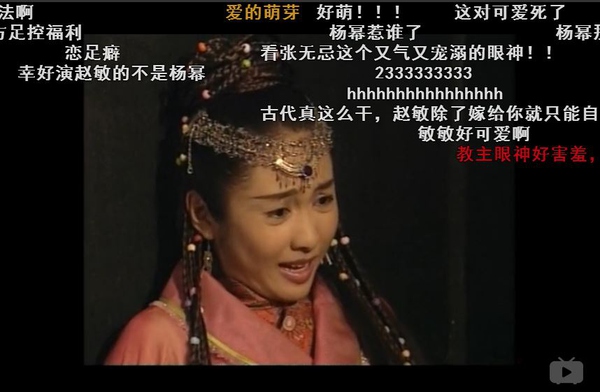 法啊 爱的萌芽 好萌！！！ 这对可爱死了
方足控福利 杨幂惹谁了 杨幂那
恋足癖 看张无忌这个又气又宠溺的眼神！！
幸好演赵敏的不是杨幂 2333333333
hhhhhhhhhhhhhhhh
古代真这么干，赵敏除了嫁给你就只能自
敏敏好可爱啊
教主眼神好害羞，